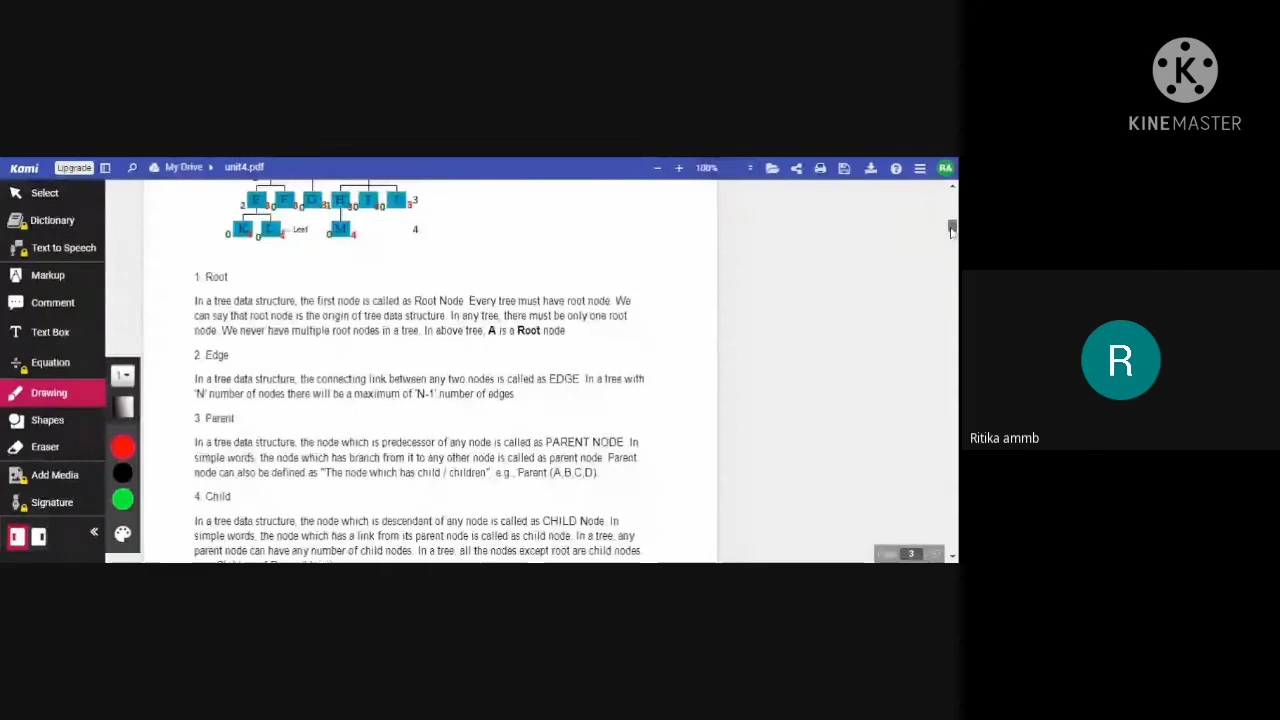 KINEMASTER
Kami Upgrade My Drive unit4.pdf 100% RA
Select
Dictionary
Text to Speech
Markup
Comment
Text Box
Equation
Drawing
Shapes
Eraser
Add Media
Signature
1
2 E F G H I 3
K L Leaf M 4
1 Root
In a tree data structure, the first node is called as Root Node. Every tree must have root node. We
can say that root node is the origin of tree data structure. In any tree, there must be only one root
node. We never have multiple root nodes in a tree. In above tree, A is a Root node
2 Edge
In a tree data structure, the connecting link between any two nodes is called as EDGE. In a tree with
'N' number of nodes there will be a maximum of 'N-1' number of edges
3 Parent
In a tree data structure, the node which is predecessor of any node is called as PARENT NODE. In
simple words, the node which has branch from it to any other node is called as parent node. Parent
node can also be defined as "The node which has child / children". e.g., Parent (A,B,C,D).
4 Child
In a tree data structure, the node which is descendant of any node is called as CHILD Node. In
simple words, the node which has a link from its parent node is called as child node. In a tree, any
parent node can have any number of child nodes. In a tree, all the nodes except root are child nodes.
3
R
Ritika ammb